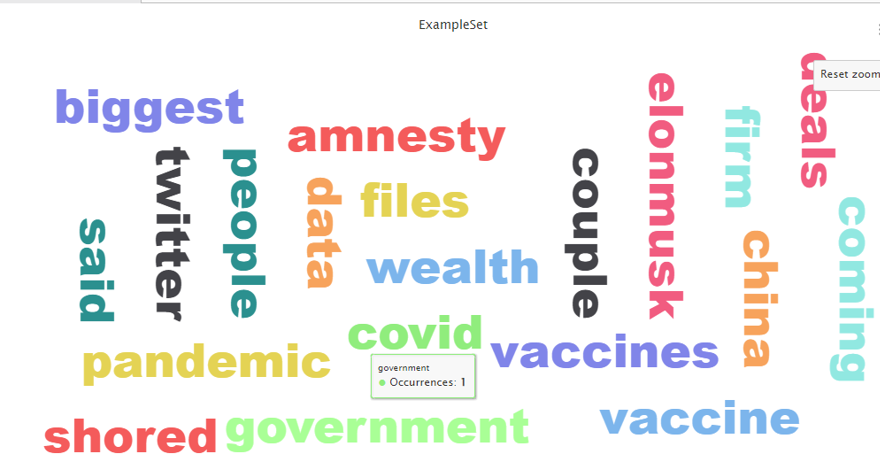 ExampleSet
Reset zoom
deals
biggest
elonmusk
firm
amnesty
twitter
people
couple
data
files
coming
said
china
wealth
covid
vaccines
pandemic
government
Occurrences: 1
vaccine
shored
government